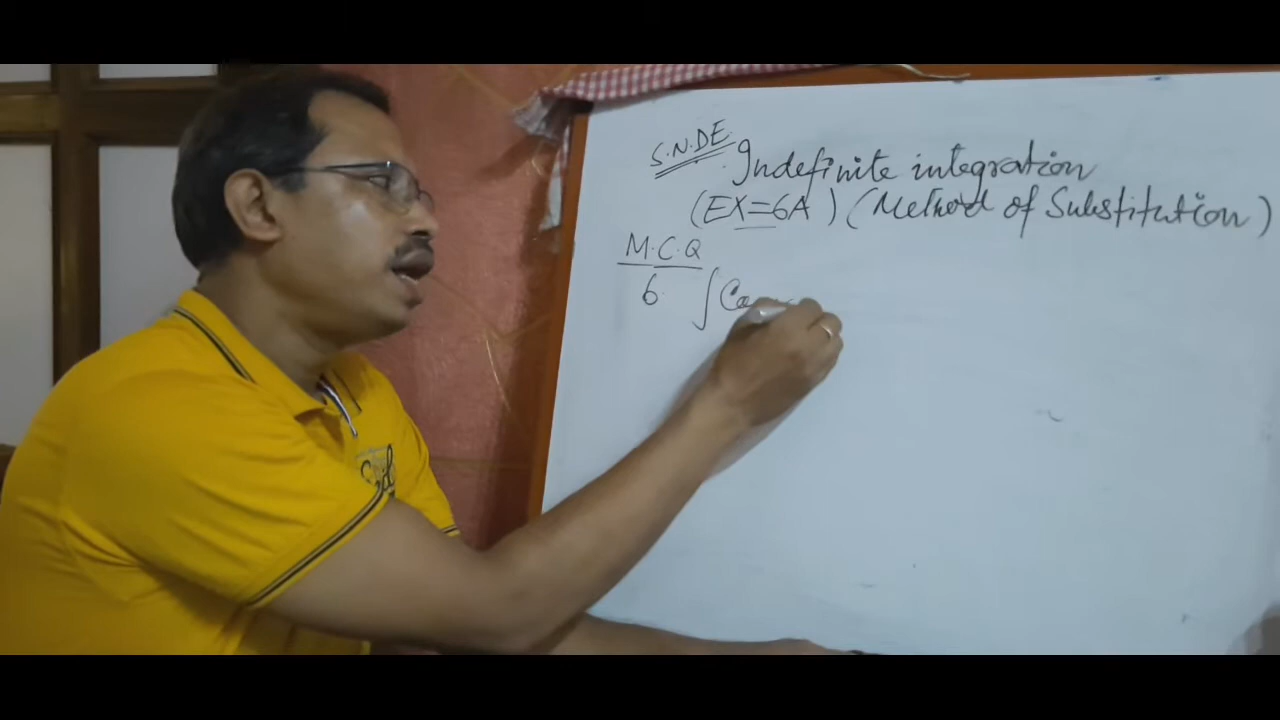 S.N.DE Indefinite integration
(EX=6A) (Method of Substitution)
M.C.Q
6. ∫